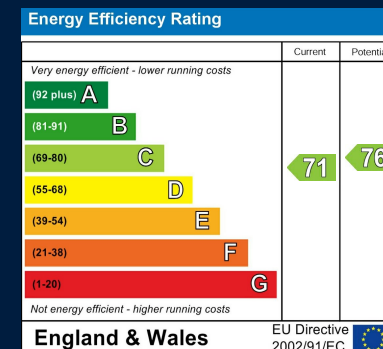 Energy Efficiency Rating
Current
Very energy efficient - lower running costs
(92 plus) A
(81-91) B
(69-80) C
71
76
(55-68) D
(39-54) E
(21-38) F
(1-20) G
Not energy efficient - higher running costs
England & Wales
EU Directive
2002/91/EC